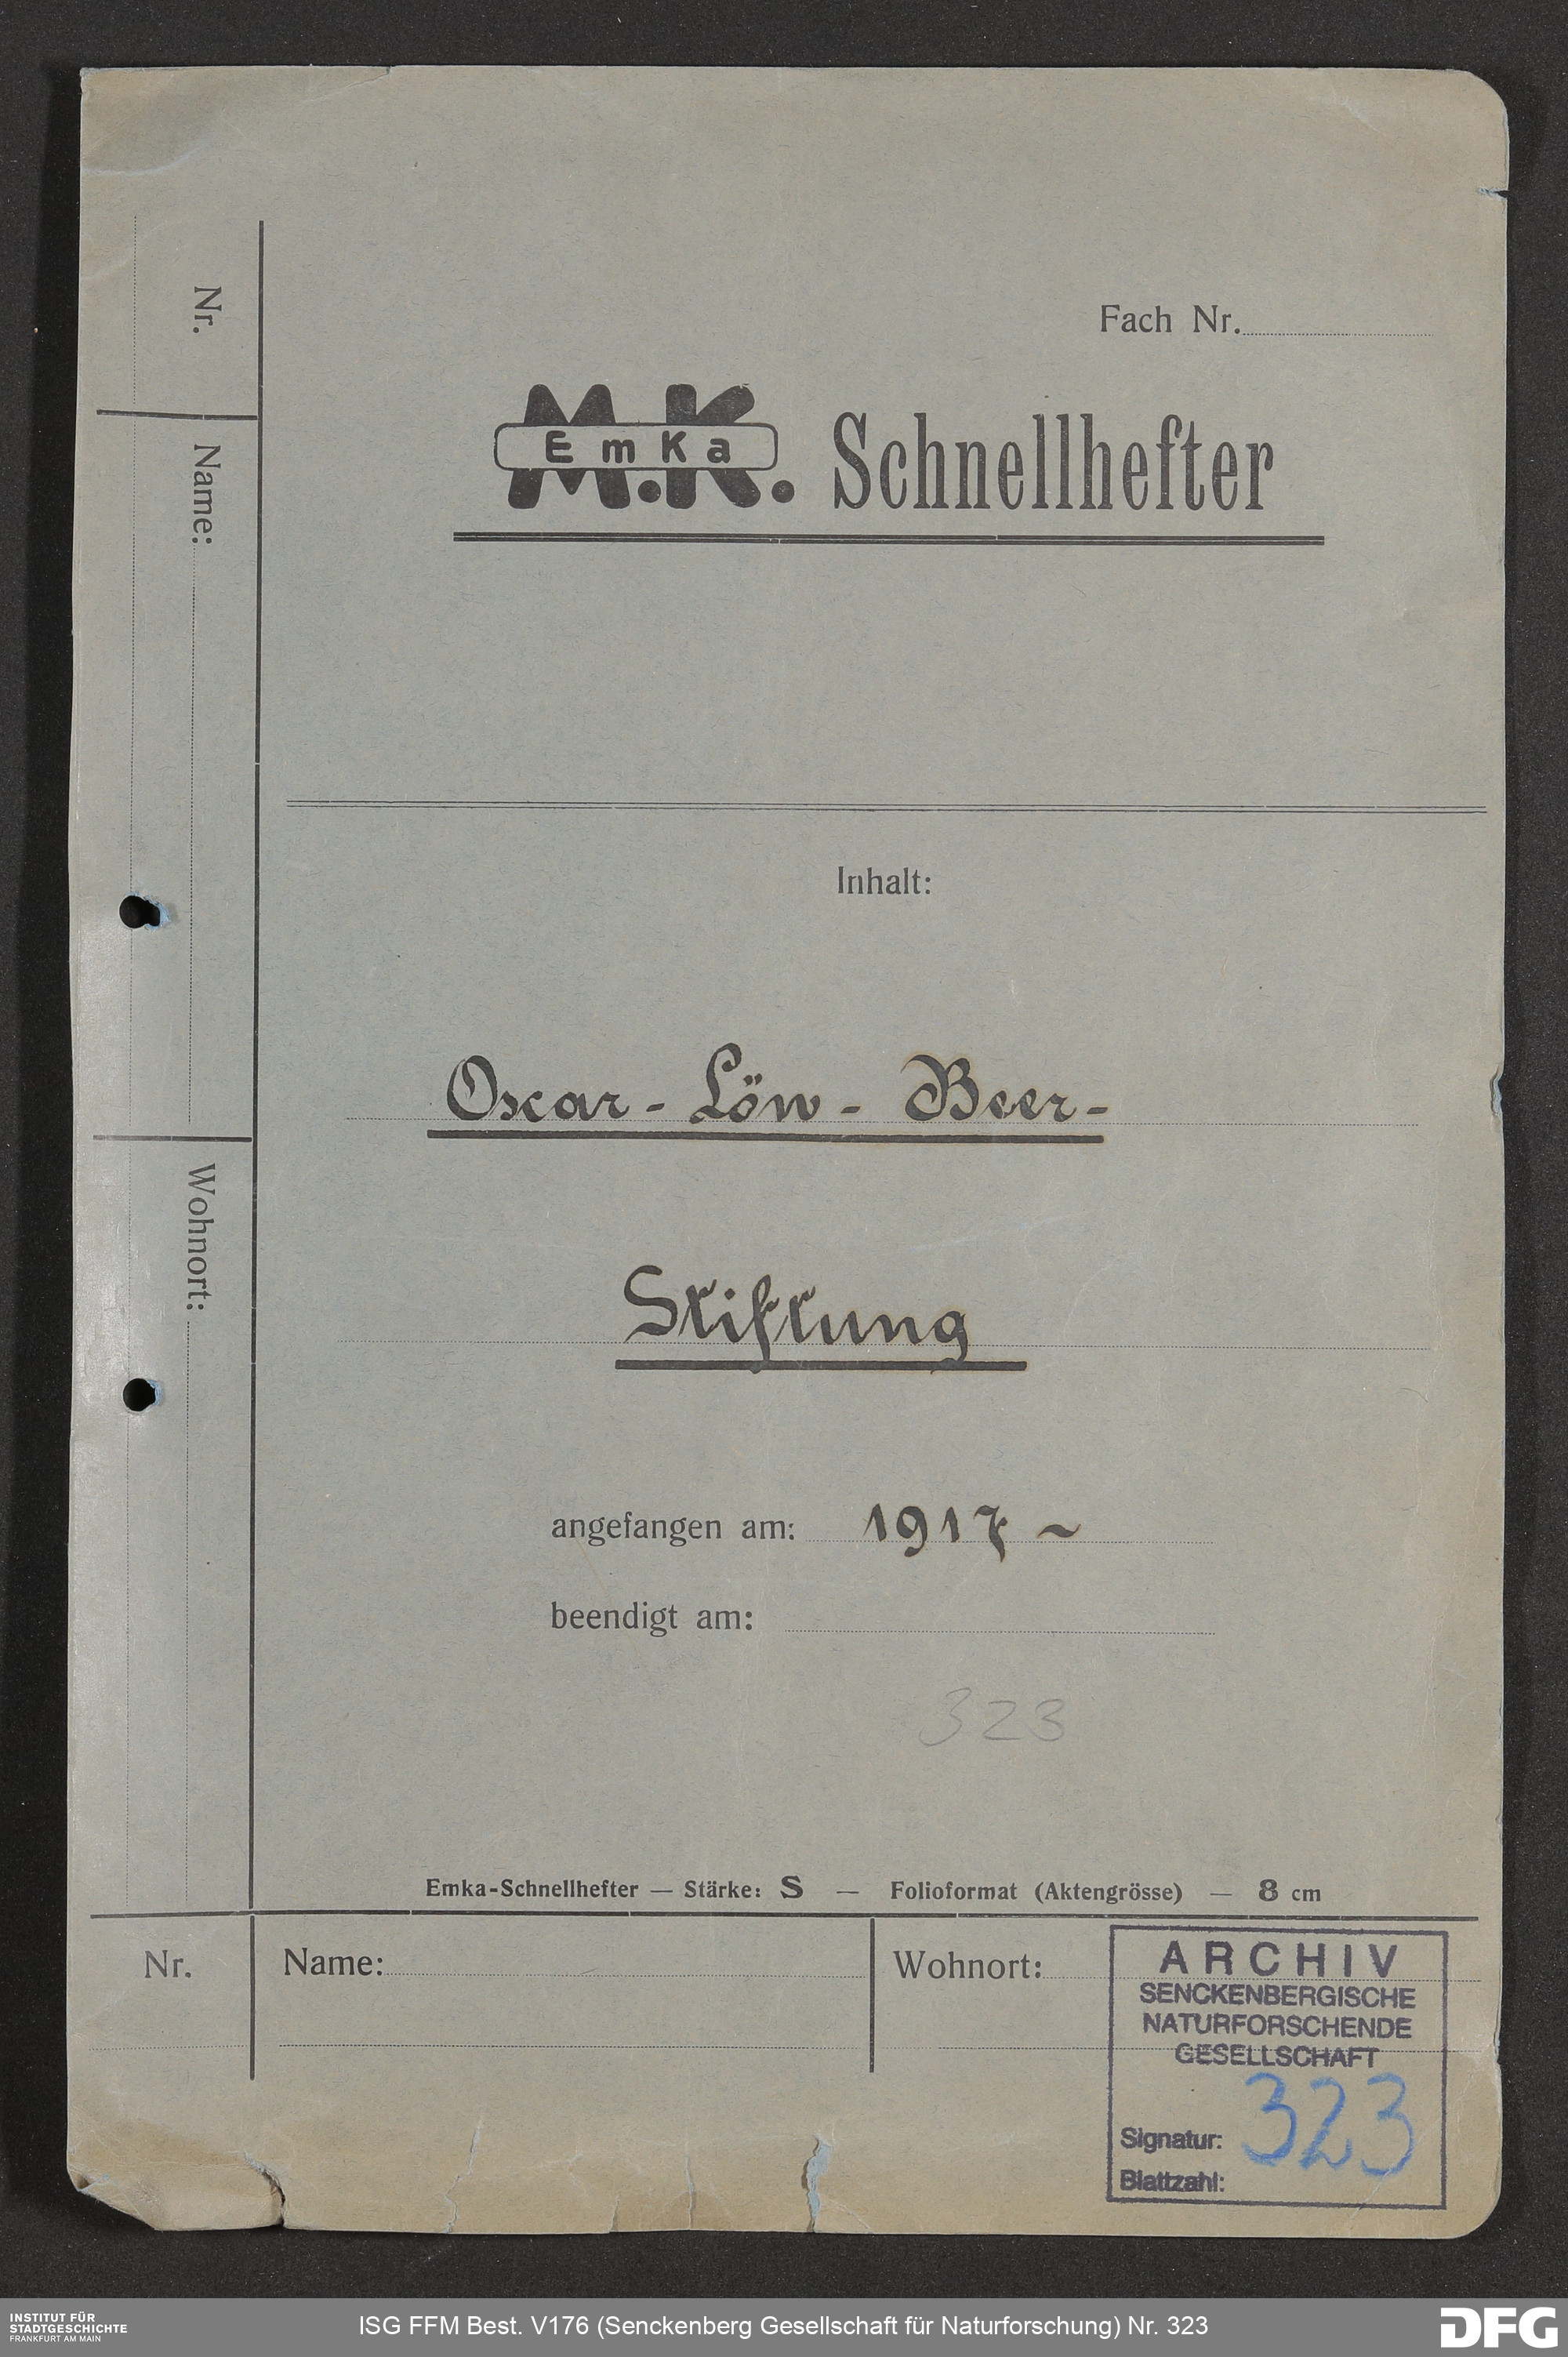 Fach Nr.
M.K.
EmKa
Schnellhefter
Nr.
Name:
Wohnort:
Inhalt:
Oscar-Löw-Beer-
Stiftung
angefangen am: 1917 ~
beendigt am:
323
Emka-Schnellhefter — Stärke: S — Folioformat (Aktengrösse) — 8 cm
Nr.
Name:
Wohnort:
ARCHIV
SENCKENBERGISCHE
NATURFORSCHENDE
GESELLSCHAFT
Signatur: 323
Blattzahl:
INSTITUT FÜR
STADTGESCHICHTE
FRANKFURT AM MAIN
ISG FFM Best. V176 (Senckenberg Gesellschaft für Naturforschung) Nr. 323
DFG